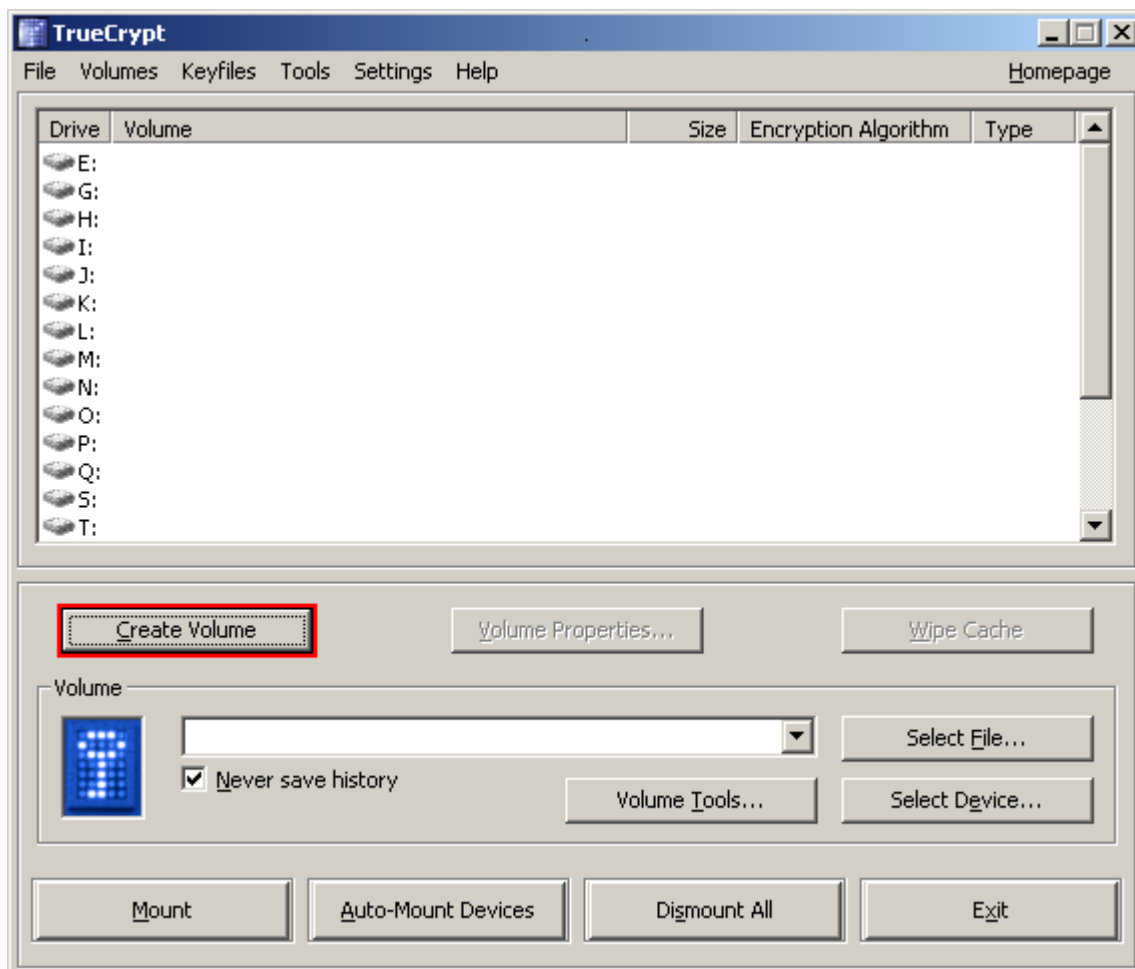 TrueCrypt
File Volumes Keyfiles Tools Settings Help Homepage
Drive Volume Size Encryption Algorithm Type
E:
G:
H:
I:
J:
K:
L:
M:
N:
O:
P:
Q:
S:
T:
Create Volume Volume Properties... Wipe Cache
Volume
Select File...
Never save history
Volume Tools... Select Device...
Mount Auto-Mount Devices Dismount All Exit